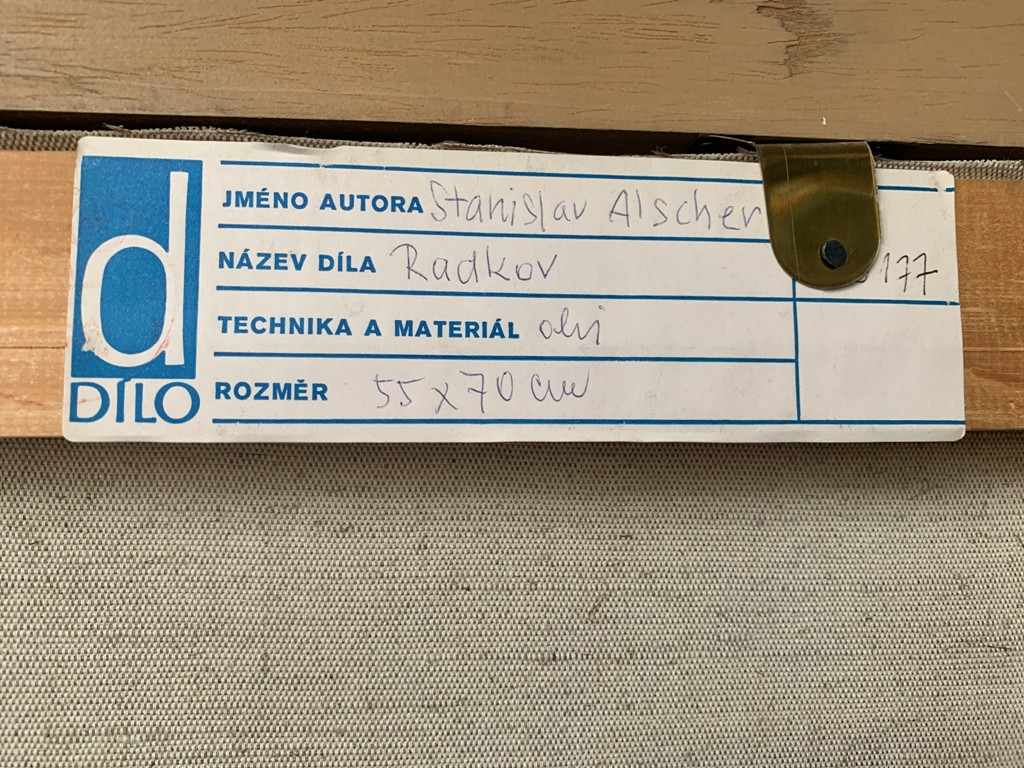 d
DÍLO
JMÉNO AUTORA Stanislav Alscher
NÁZEV DÍLA Radkov
177
TECHNIKA A MATERIÁL olej
ROZMĚR 55 x 70 cm